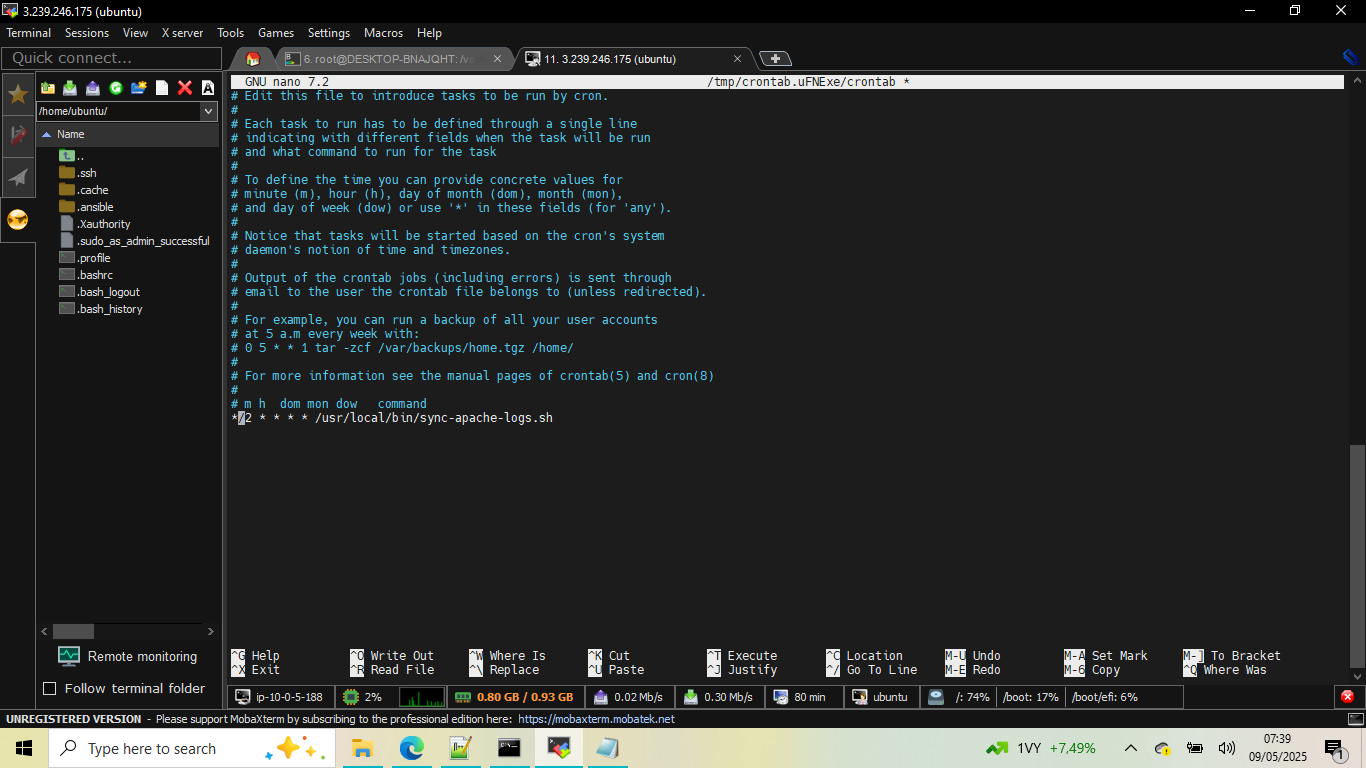 3.239.246.175 (ubuntu)
Terminal Sessions View X server Tools Games Settings Macros Help
Quick connect...
6. root@DESKTOP-BNAJQHT:
11. 3.239.246.175 (ubuntu)
/home/ubuntu/
Name
..
.ssh
.cache
.ansible
.Xauthority
.sudo_as_admin_successful
.profile
.bashrc
.bash_logout
.bash_history
Remote monitoring
Follow terminal folder
GNU nano 7.2 /tmp/crontab.uFNExe/crontab *
# Edit this file to introduce tasks to be run by cron.
#
# Each task to run has to be defined through a single line
# indicating with different fields when the task will be run
# and what command to run for the task
#
# To define the time you can provide concrete values for
# minute (m), hour (h), day of month (dom), month (mon),
# and day of week (dow) or use '*' in these fields (for 'any').
#
# Notice that tasks will be started based on the cron's system
# daemon's notion of time and timezones.
#
# Output of the crontab jobs (including errors) is sent through
# email to the user the crontab file belongs to (unless redirected).
#
# For example, you can run a backup of all your user accounts
# at 5 a.m every week with:
# 0 5 * * 1 tar -zcf /var/backups/home.tgz /home/
#
# For more information see the manual pages of crontab(5) and cron(8)
#
# m h  dom mon dow   command
*/2 * * * * /usr/local/bin/sync-apache-logs.sh
^G Help ^O Write Out ^W Where Is ^K Cut ^T Execute ^C Location M-U Undo M-A Set Mark M-] To Bracket
^X Exit ^R Read File ^\ Replace ^U Paste ^J Justify ^/ Go To Line M-E Redo M-6 Copy ^Q Where Was
ip-10-0-5-188 2% 0.80 GB / 0.93 GB 0.02 Mb/s 0.30 Mb/s 80 min ubuntu /: 74% /boot: 17% /boot/efi: 6%
UNREGISTERED VERSION - Please support MobaXterm by subscribing to the professional edition here: https://mobaxterm.mobatek.net
Type here to search
1VY +7,49%
07:39
09/05/2025
1